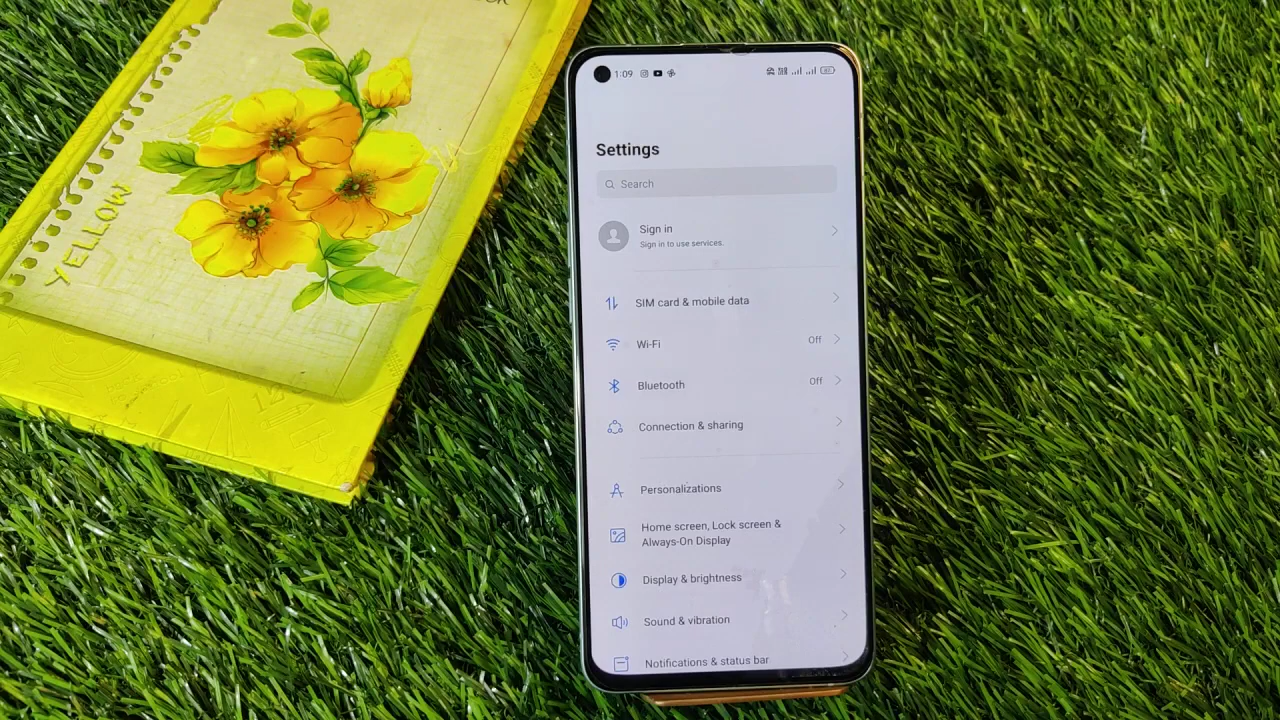 YELLOW
1:09
Settings
Search
Sign in
Sign in to use services.
SIM card & mobile data
Wi-Fi
Off
Bluetooth
Off
Connection & sharing
Personalizations
Home screen, Lock screen &
Always-On Display
Display & brightness
Sound & vibration
Notifications & status bar